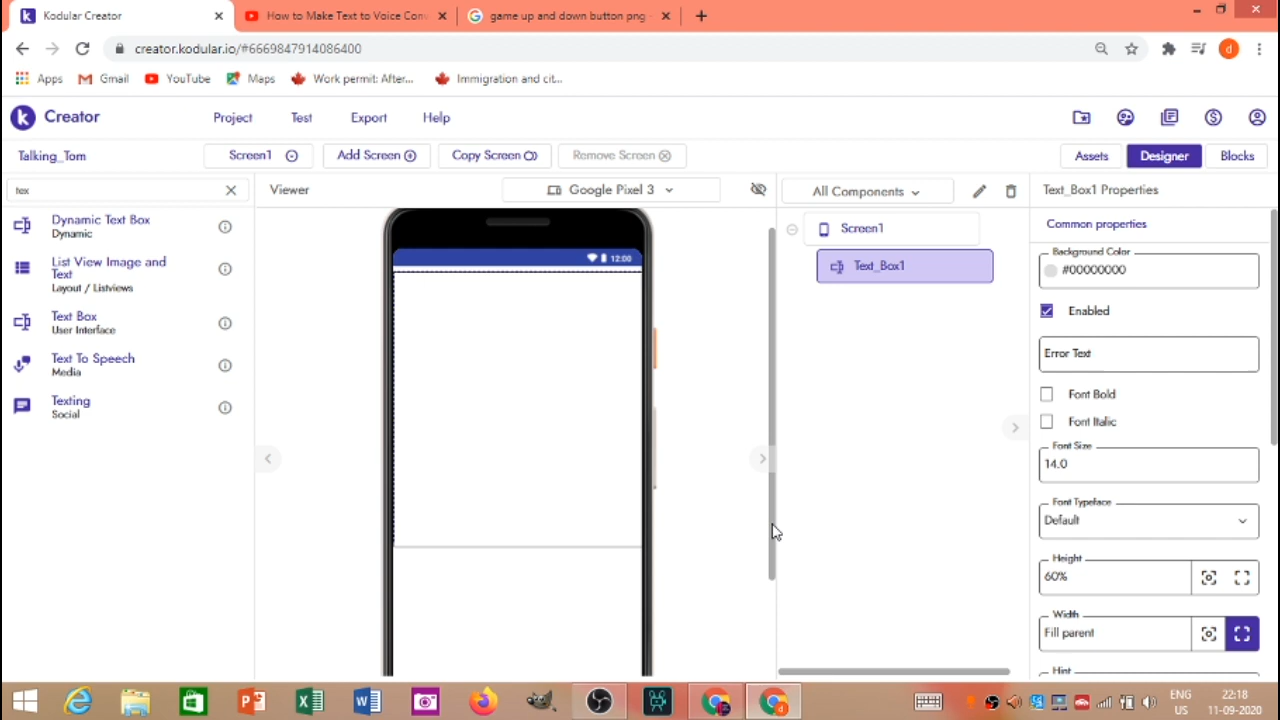 Kodular Creator
How to Make Text to Voice Conv
game up and down button png
creator.kodular.io/#6669847914086400
d
Apps
Gmail
YouTube
Maps
Work permit: After...
Immigration and cit...
Creator
Project
Test
Export
Help
Talking_Tom
Screen1
Add Screen
Copy Screen
Remove Screen
Assets
Designer
Blocks
tex
Viewer
Google Pixel 3
All Components
Text_Box1 Properties
Dynamic Text Box
Dynamic
List View Image and
Text
Layout / Listviews
Text Box
User Interface
Text To Speech
Media
Texting
Social
12:00
Screen1
Text_Box1
Common properties
Background Color
#00000000
Enabled
Error Text
Font Bold
Font Italic
Font Size
14.0
Font Typeface
Default
Height
60%
Width
Fill parent
Hint
ENG
US
22:18
11-09-2020